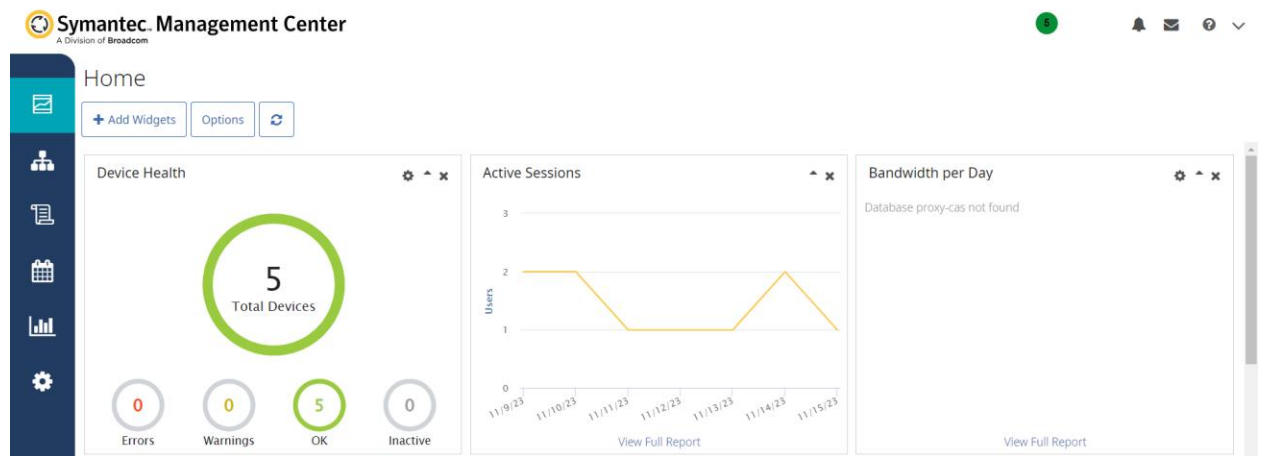 Symantec™ Management Center
A Division of Broadcom
5
Home
+ Add Widgets
Options
Device Health
5
Total Devices
0
Errors
0
Warnings
5
OK
0
Inactive
Active Sessions
3
2
1
0
Users
11/9/23
11/10/23
11/11/23
11/12/23
11/13/23
11/14/23
11/15/23
View Full Report
Bandwidth per Day
Database proxy-cas not found
View Full Report